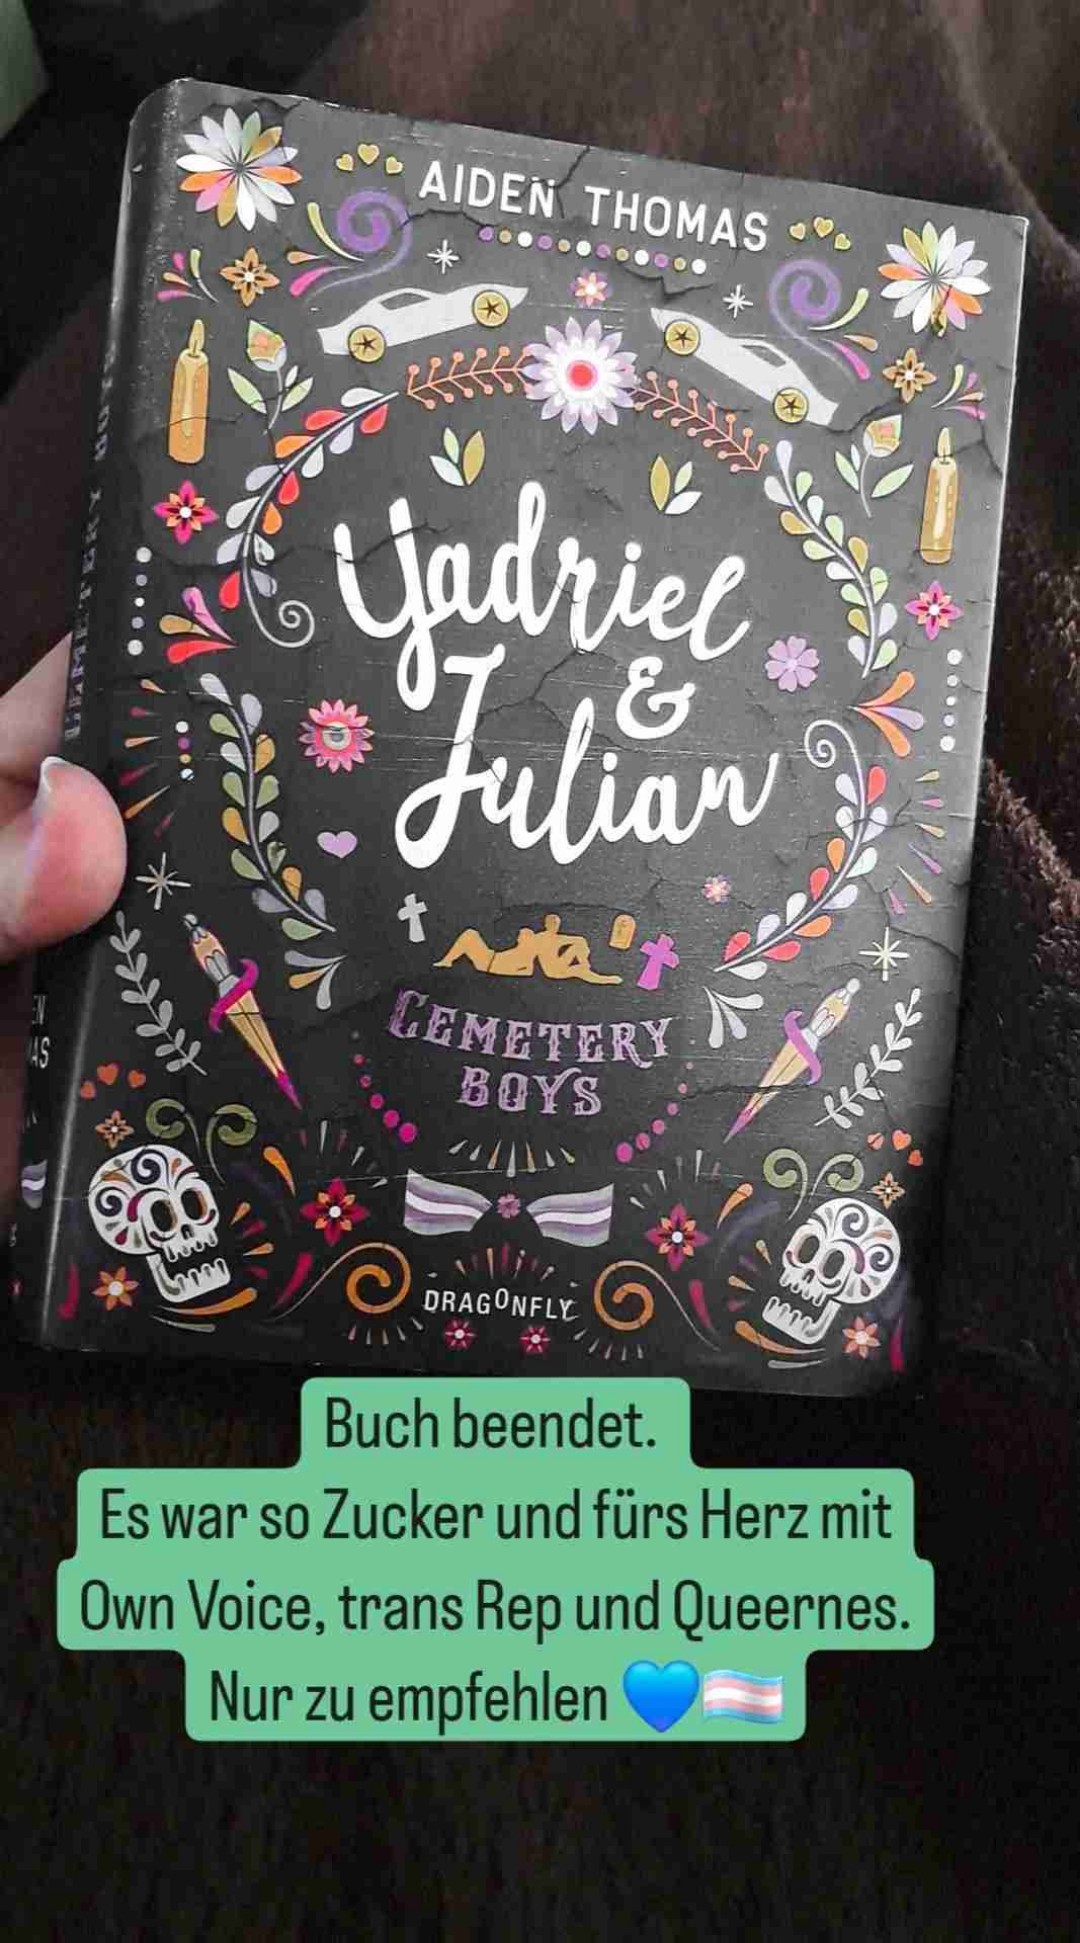 AIDEN THOMAS
Yadriel
&
Julian
CEMETERY
BOYS
DRAGONFLY
Buch beendet.
Es war so Zucker und fürs Herz mit
Own Voice, trans Rep und Queernes.
Nur zu empfehlen 💙🏳️‍⚧️